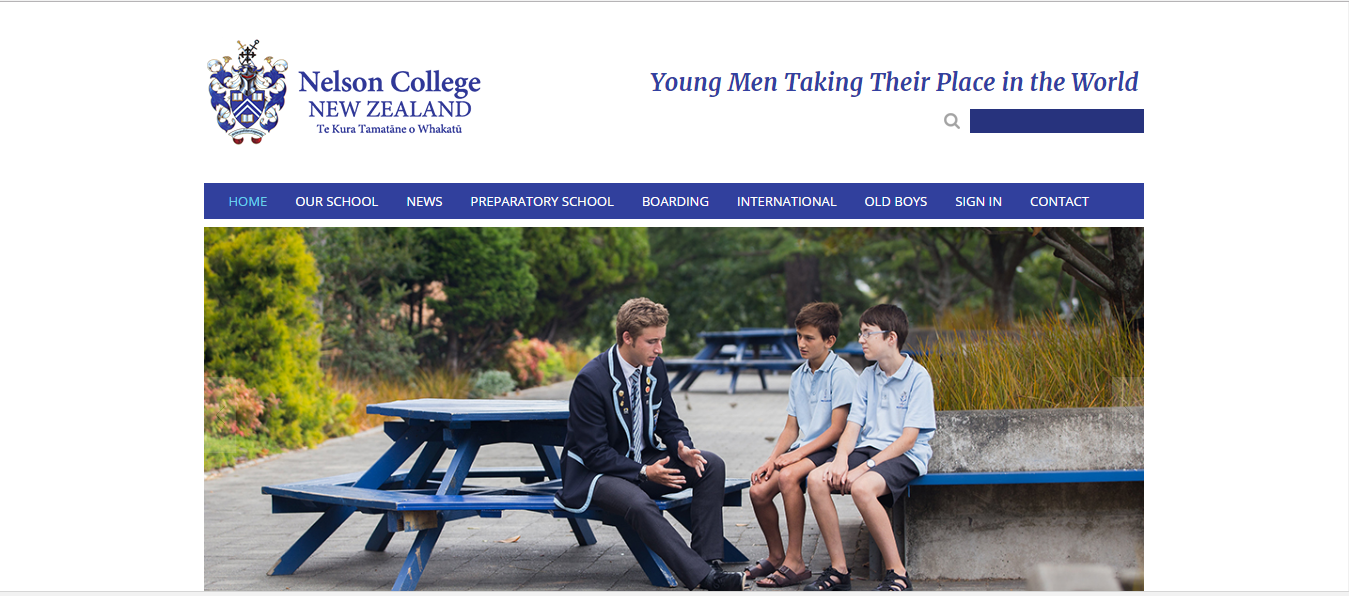 Nelson College
NEW ZEALAND
Te Kura Tamatāne o Whakatū
Young Men Taking Their Place in the World
HOME OUR SCHOOL NEWS PREPARATORY SCHOOL BOARDING INTERNATIONAL OLD BOYS SIGN IN CONTACT